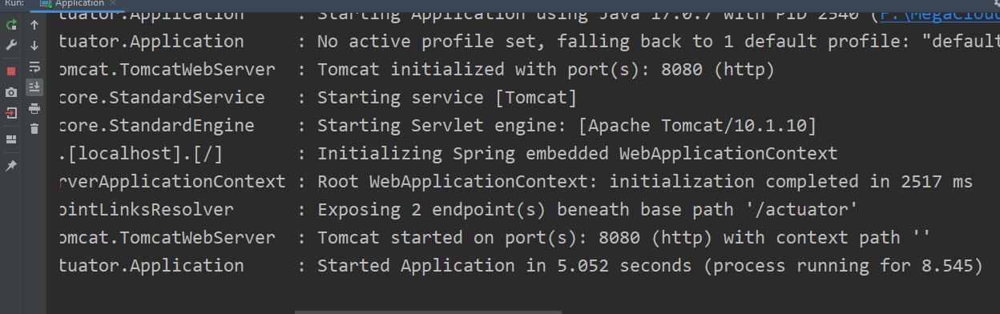 Run: Application ×
tuator.Application : Starting Application using Java 17.0.7 with PID 2540 (F:\MegaCloud
tuator.Application : No active profile set, falling back to 1 default profile: "default
omcat.TomcatWebServer : Tomcat initialized with port(s): 8080 (http)
core.StandardService : Starting service [Tomcat]
core.StandardEngine : Starting Servlet engine: [Apache Tomcat/10.1.10]
.[localhost].[/] : Initializing Spring embedded WebApplicationContext
rverApplicationContext : Root WebApplicationContext: initialization completed in 2517 ms
ointLinksResolver : Exposing 2 endpoint(s) beneath base path '/actuator'
omcat.TomcatWebServer : Tomcat started on port(s): 8080 (http) with context path ''
tuator.Application : Started Application in 5.052 seconds (process running for 8.545)